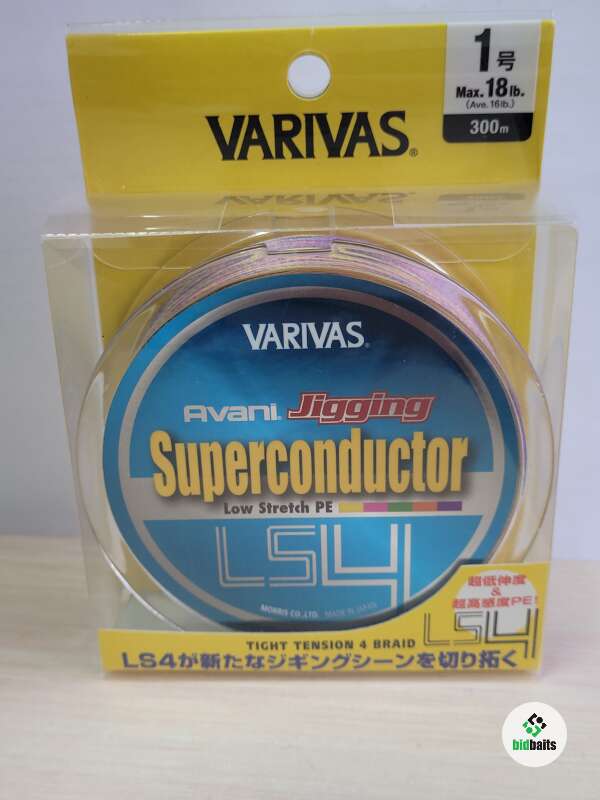 1号
Max.18lb.
(Ave.16lb.)
300m
VARIVAS®
VARIVAS
VARIVAS®
Avani Jigging
Superconductor
Low Stretch PE
LS4
MORRIS CO.,LTD. MADE IN JAPAN
超低伸度
&
超高感度PE!
TIGHT TENSION 4 BRAID
LS4
LS4が新たなジギングシーンを切り拓く
bidbaits